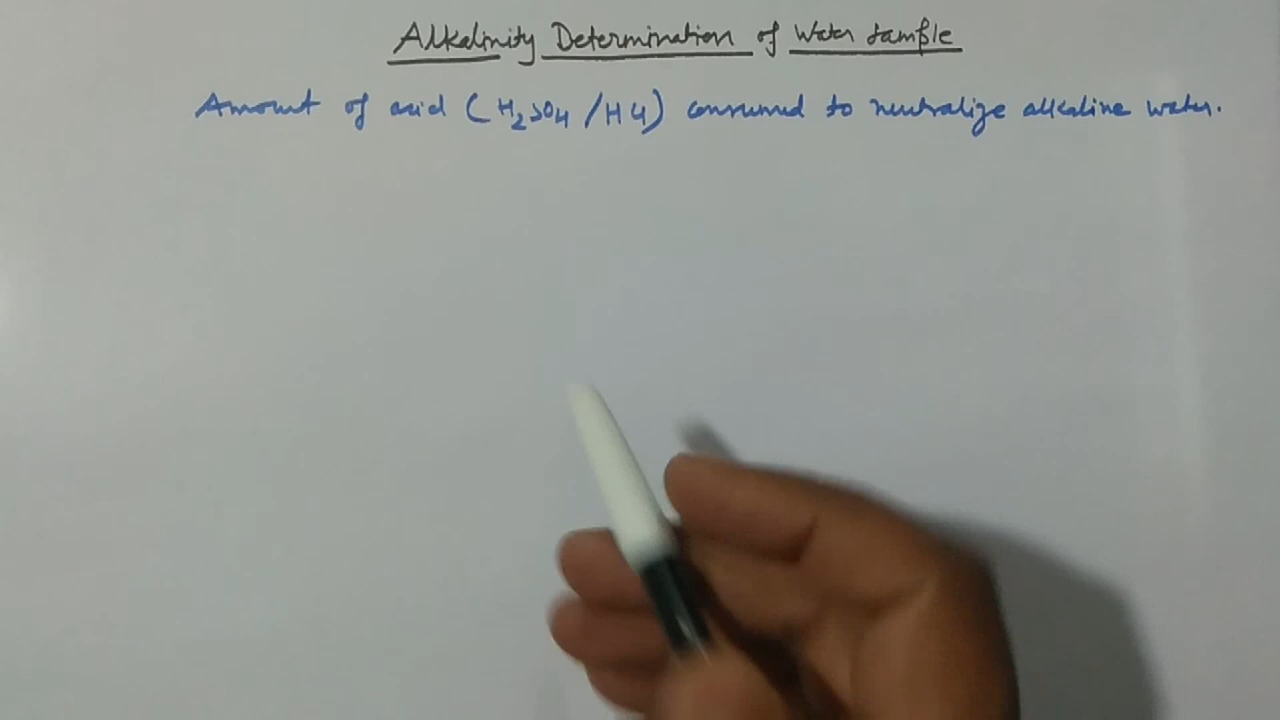 Alkalinity Determination of Water Sample
Amount of acid (H2SO4 / HCl) consumed to neutralize alkaline water.